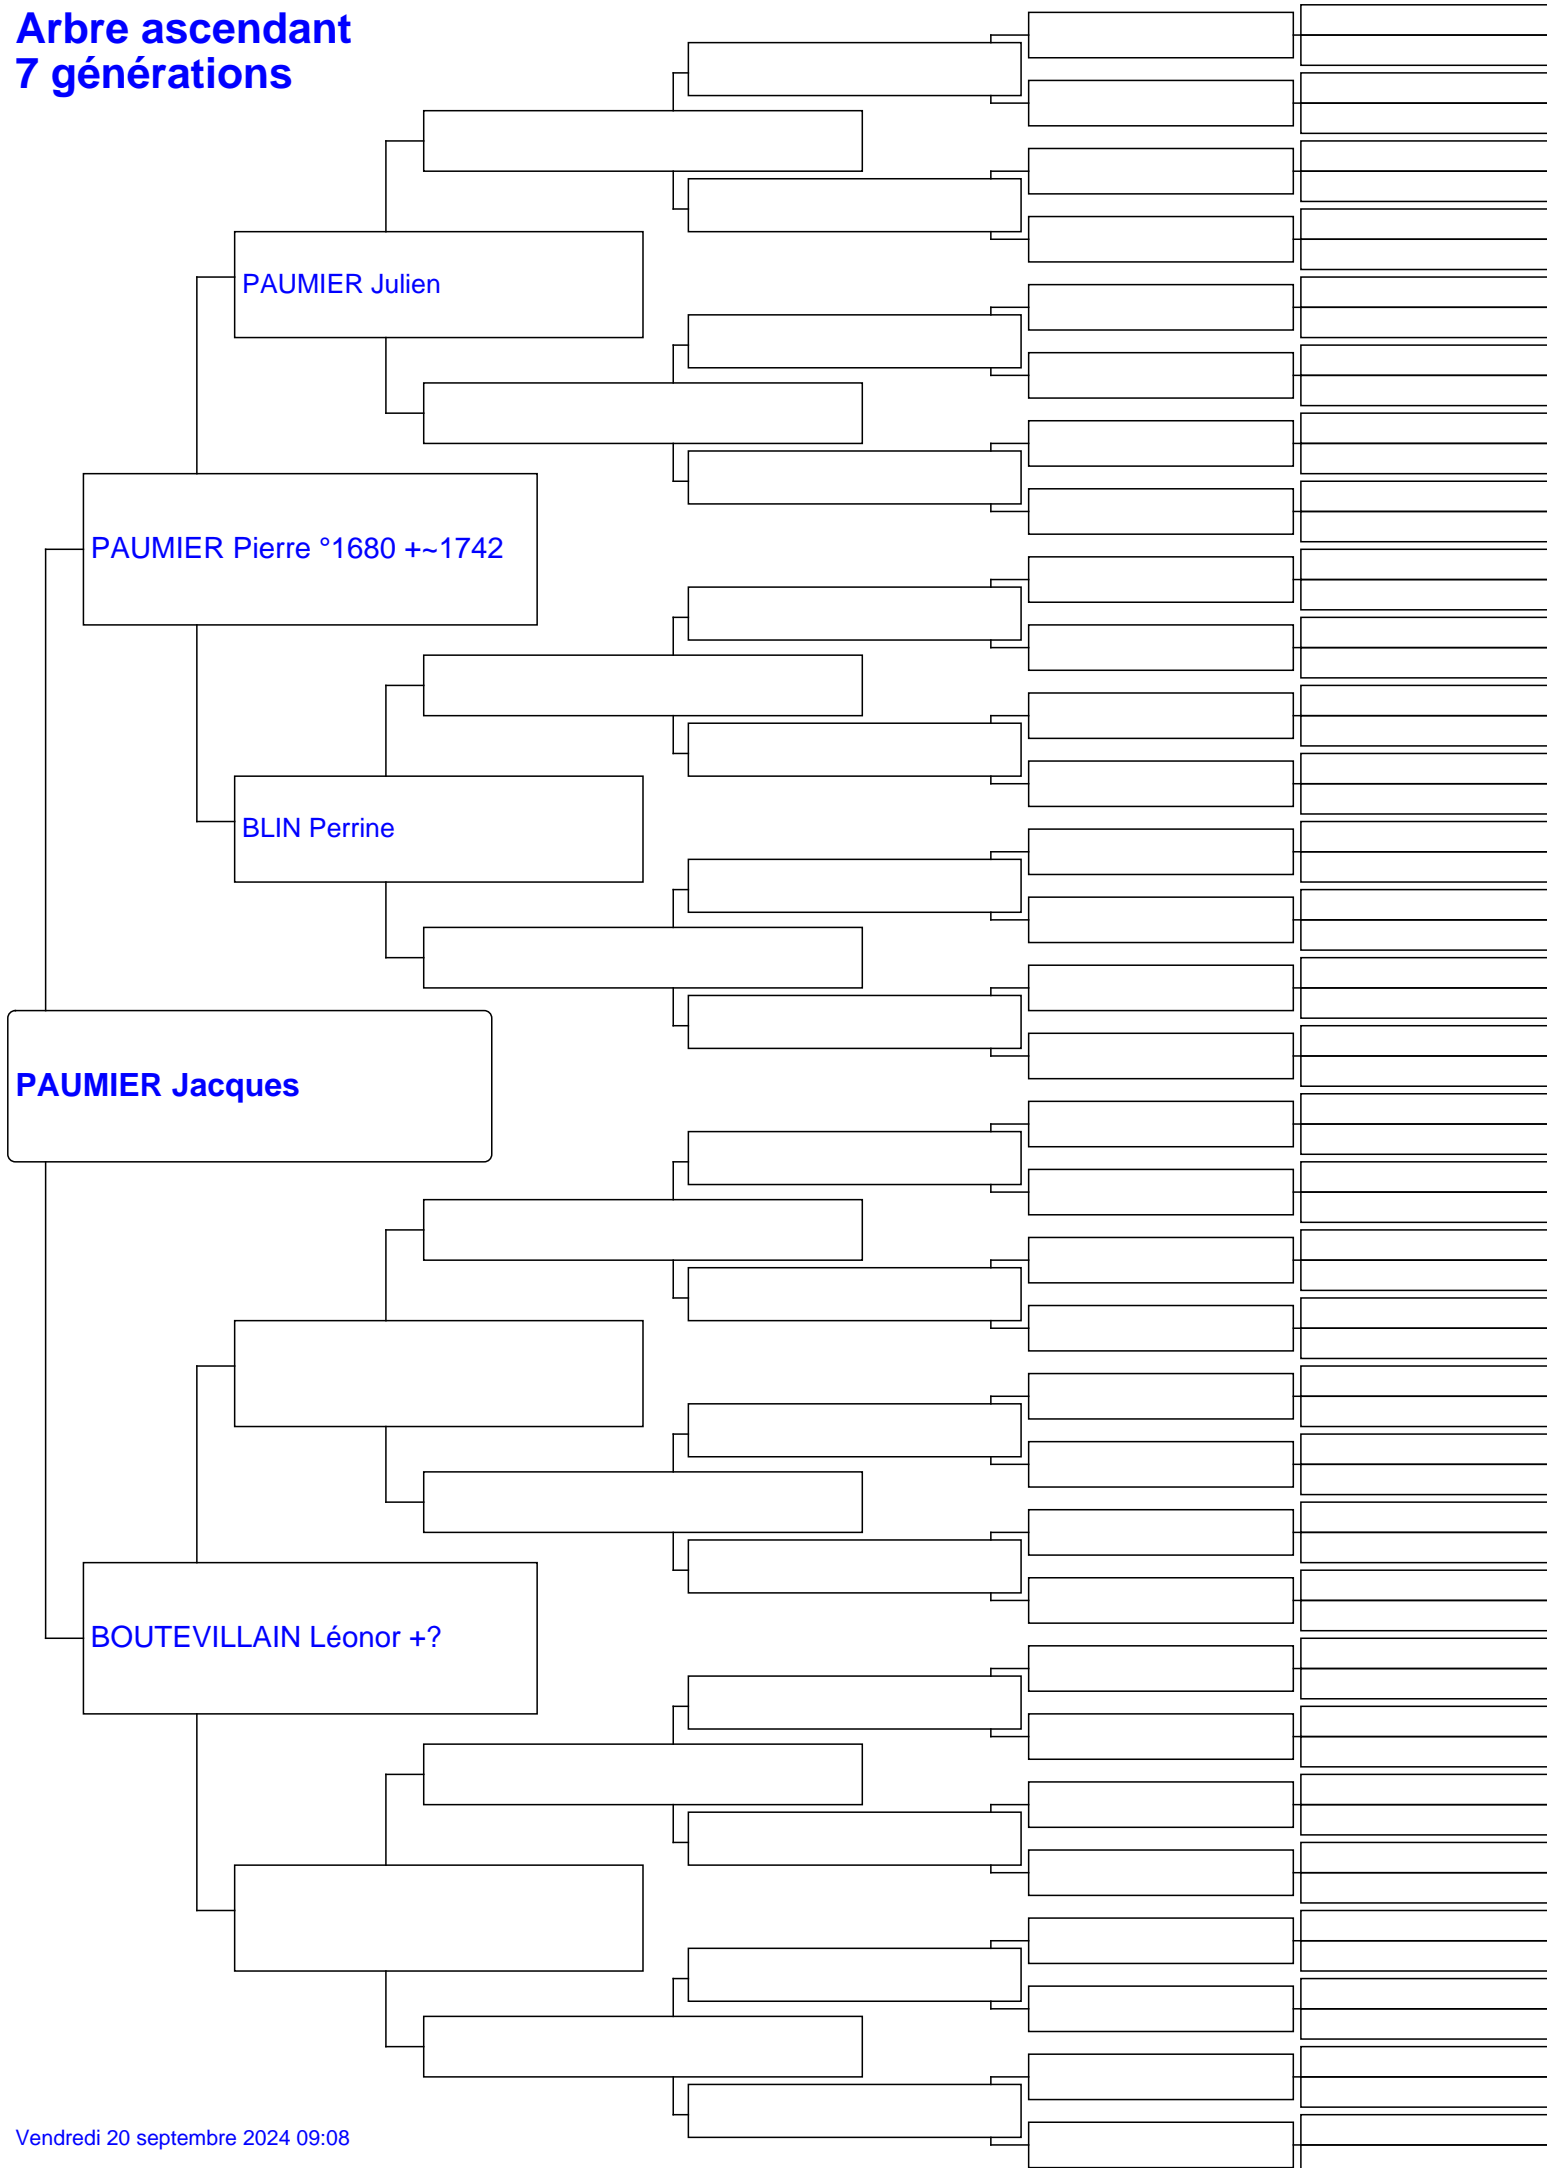 Arbre ascendant
7 générations
PAUMIER Julien
PAUMIER Pierre °1680 +~1742
BLIN Perrine
PAUMIER Jacques
BOUTEVILLAIN Léonor +?
Vendredi 20 septembre 2024 09:08